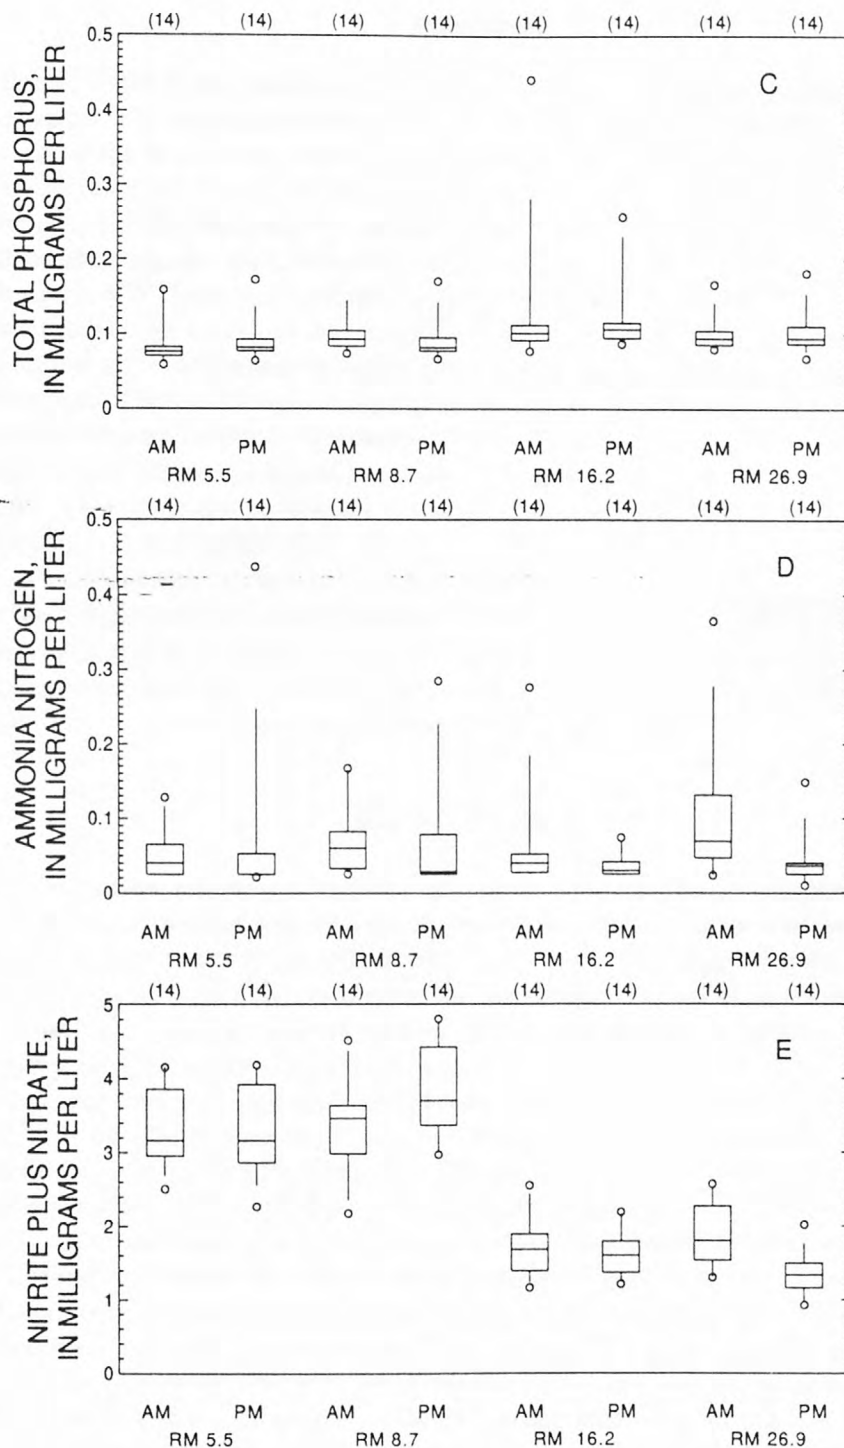 (14) (14) (14) (14) (14) (14) (14) (14)
TOTAL PHOSPHORUS,
IN MILLIGRAMS PER LITER
C
0.5
0.4
0.3
0.2
0.1
0
AM PM AM PM AM PM AM PM
RM 5.5 RM 8.7 RM 16.2 RM 26.9
(14) (14) (14) (14) (14) (14) (14) (14)
AMMONIA NITROGEN,
IN MILLIGRAMS PER LITER
D
0.5
0.4
0.3
0.2
0.1
0
AM PM AM PM AM PM AM PM
RM 5.5 RM 8.7 RM 16.2 RM 26.9
(14) (14) (14) (14) (14) (14) (14) (14)
NITRITE PLUS NITRATE,
IN MILLIGRAMS PER LITER
E
5
4
3
2
1
0
AM PM AM PM AM PM AM PM
RM 5.5 RM 8.7 RM 16.2 RM 26.9